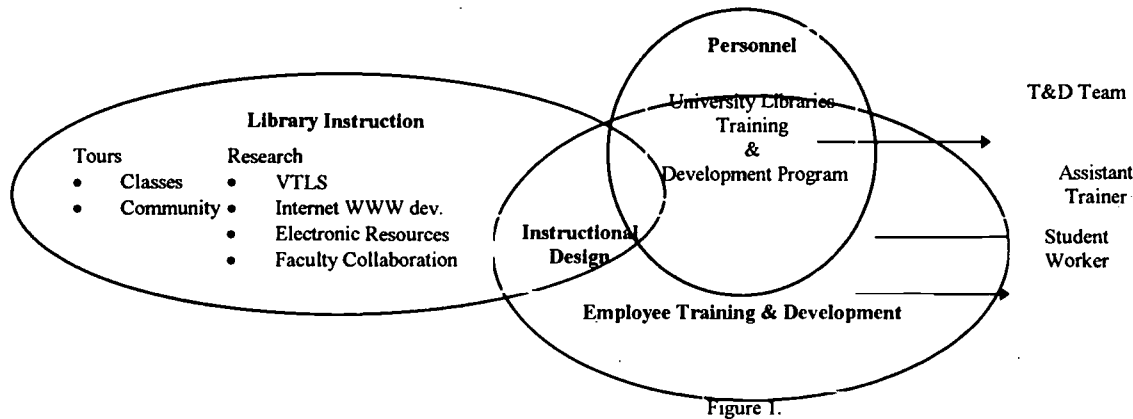 Personnel
University Libraries
Training
&
Development Program
T&D Team
Library Instruction
Tours
• Classes
• Community
Research
• VTLS
• Internet WWW dev.
• Electronic Resources
• Faculty Collaboration
Instructional
Design
Assistant
Trainer
Student
Worker
Employee Training & Development
Figure 1.